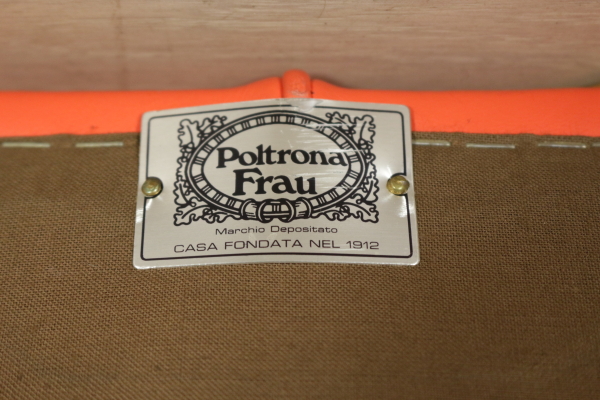 Poltrona
Frau
Marchio Depositato
CASA FONDATA NEL 1912